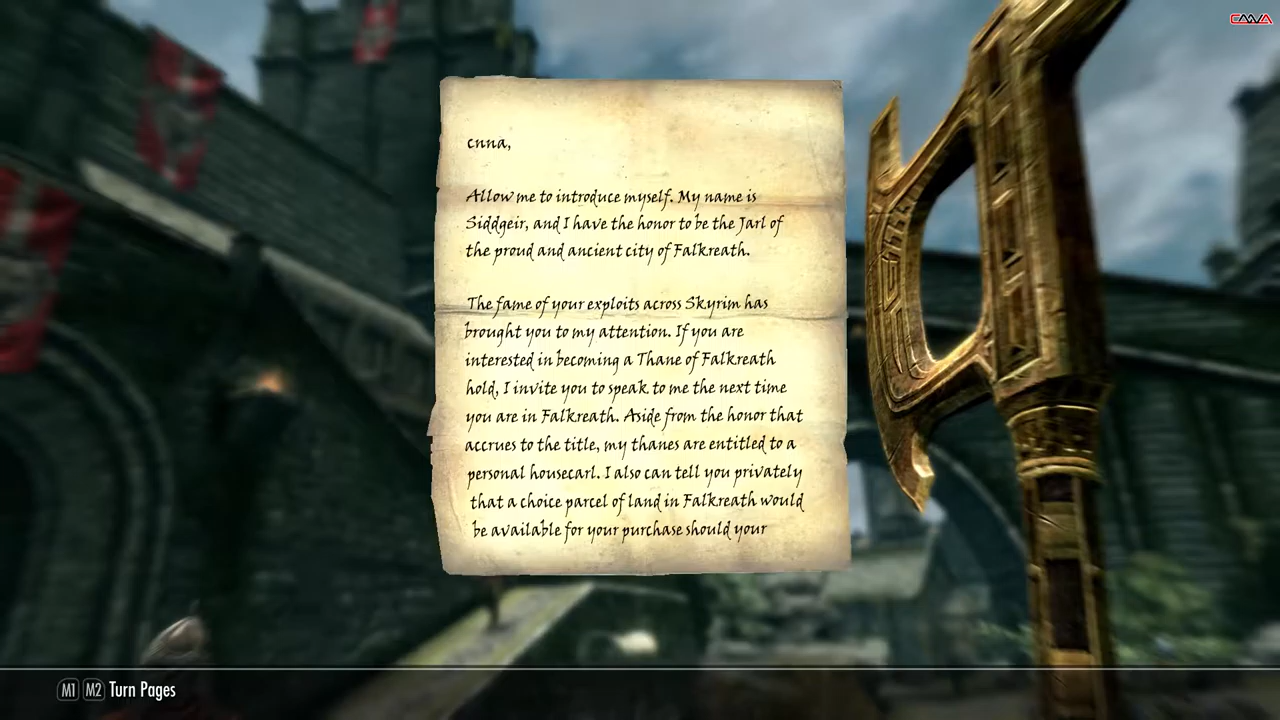 cnna,
Allow me to introduce myself. My name is
Siddgeir, and I have the honor to be the Jarl of
the proud and ancient city of Falkreath.
The fame of your exploits across Skyrim has
brought you to my attention. If you are
interested in becoming a Thane of Falkreath
hold, I invite you to speak to me the next time
you are in Falkreath. Aside from the honor that
accrues to the title, my thanes are entitled to a
personal housecarl. I also can tell you privately
that a choice parcel of land in Falkreath would
be available for your purchase should your
M1 M2 Turn Pages